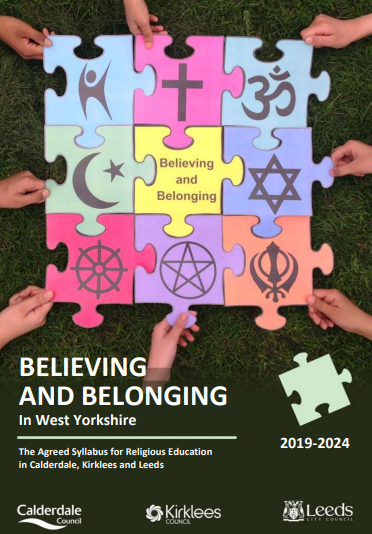 Believing
and
Belonging
BELIEVING
AND BELONGING
In West Yorkshire
The Agreed Syllabus for Religious Education
in Calderdale, Kirklees and Leeds
2019-2024
Calderdale
Council
Kirklees
COUNCIL
Leeds
CITY COUNCIL